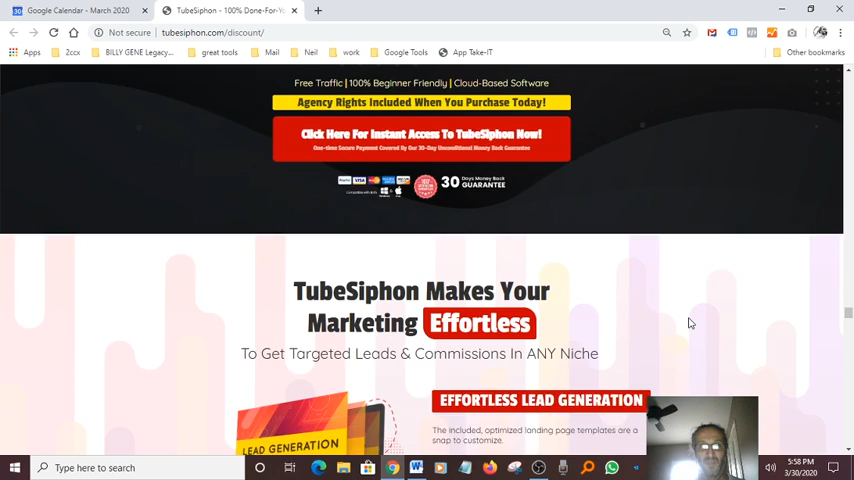 Google Calendar - March 2020
TubeSiphon - 100% Done-For-Yo
Not secure | tubesiphon.com/discount/
Apps
2ccx
BILLY GENE Legacy...
great tools
Mail
Neil
work
Google Tools
App Take-IT
Other bookmarks
Free Traffic | 100% Beginner Friendly | Cloud-Based Software
Agency Rights Included When You Purchase Today!
Click Here For Instant Access To TubeSiphon Now!
One-time Secure Payment Covered By Our 30-Day Unconditional Money Back Guarantee
PayPal VISA
30 Days Money Back
GUARANTEE
TubeSiphon Makes Your
Marketing Effortless
To Get Targeted Leads & Commissions In ANY Niche
LEAD GENERATION
EFFORTLESS LEAD GENERATION
The included, optimized landing page templates are a
snap to customize.
Type here to search
5:58 PM
3/30/2020